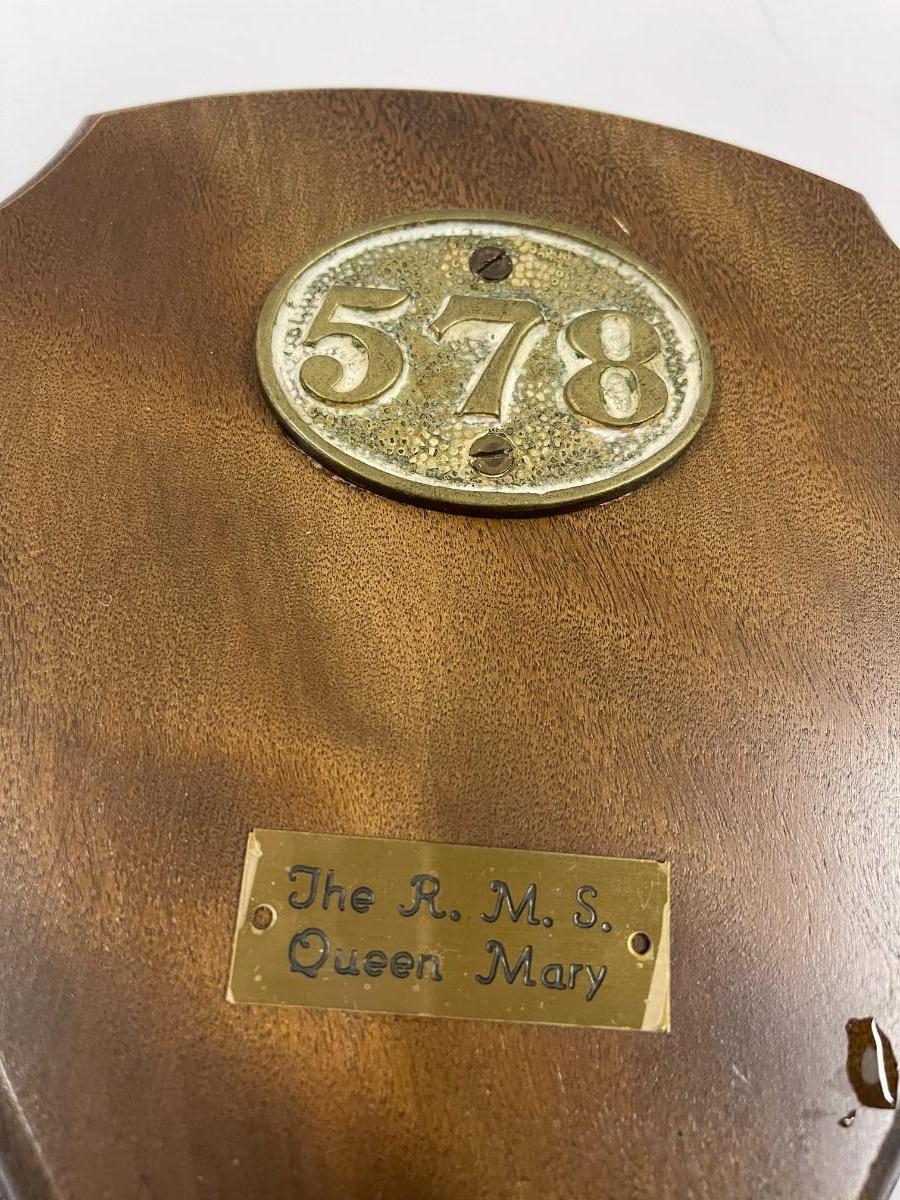 578
The R. M. S.
Queen Mary